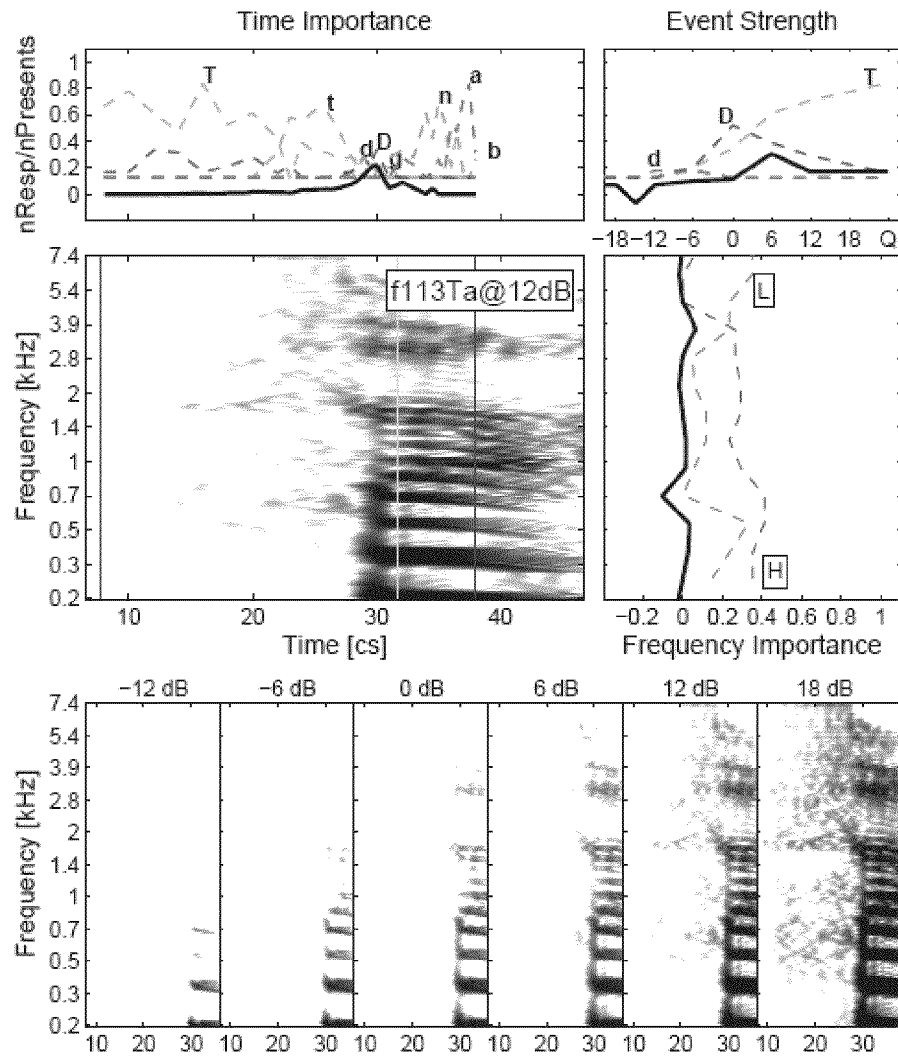 Time Importance
Event Strength
nResp/nPresents
1
0.8
0.6
0.4
0.2
0
T
t
d
D
g
n
a
b
T
D
d
−18 −12 −6 0 6 12 18 Q
Frequency [kHz]
7.4
5.4
3.9
2.8
2
1.4
1
0.7
0.5
0.3
0.2
f113Ta@12dB
L
H
10 20 30 40
−0.2 0 0.2 0.4 0.6 0.8 1
Time [cs]
Frequency Importance
−12 dB −6 dB 0 dB 6 dB 12 dB 18 dB
Frequency [kHz]
7.4
5.4
3.9
2.8
2
1.4
1
0.7
0.5
0.3
0.2
10 20 30 10 20 30 10 20 30 10 20 30 10 20 30 10 20 30